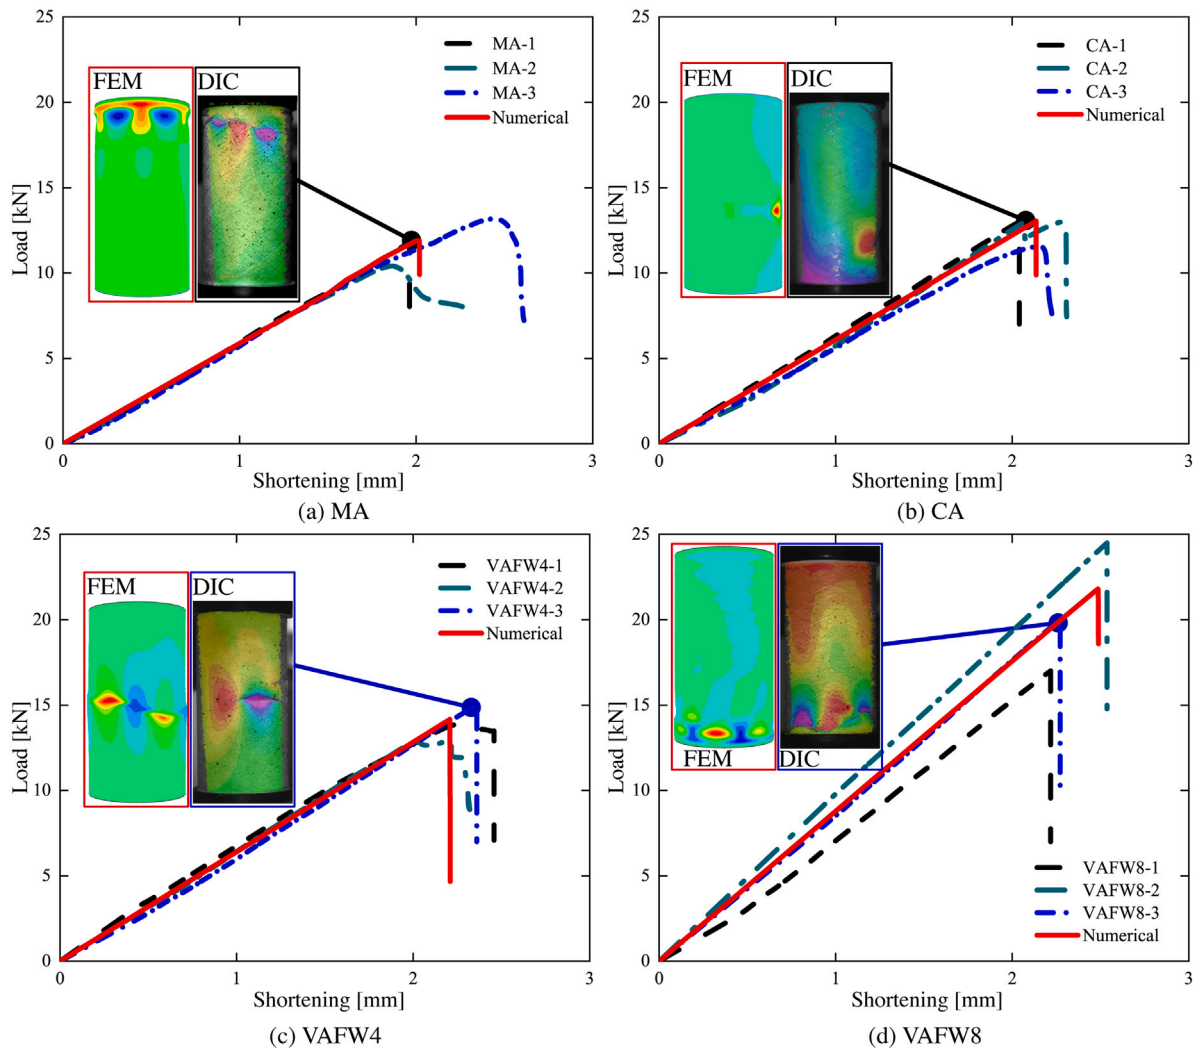 25
20
15
10
5
0
Load [kN]
MA-1
MA-2
MA-3
Numerical
FEM
DIC
0
1
2
3
Shortening [mm]
(a) MA
25
20
15
10
5
0
Load [kN]
CA-1
CA-2
CA-3
Numerical
FEM
DIC
0
1
2
3
Shortening [mm]
(b) CA
25
20
15
10
5
0
Load [kN]
VAFW4-1
VAFW4-2
VAFW4-3
Numerical
FEM
DIC
0
1
2
3
Shortening [mm]
(c) VAFW4
25
20
15
10
5
0
Load [kN]
FEM
DIC
VAFW8-1
VAFW8-2
VAFW8-3
Numerical
0
1
2
3
Shortening [mm]
(d) VAFW8